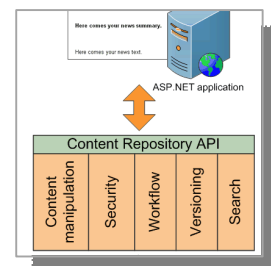 Here comes your news summary.
Here comes your news text.
ASP.NET application
Content Repository API
Content
manipulation
Security
Workflow
Versioning
Search